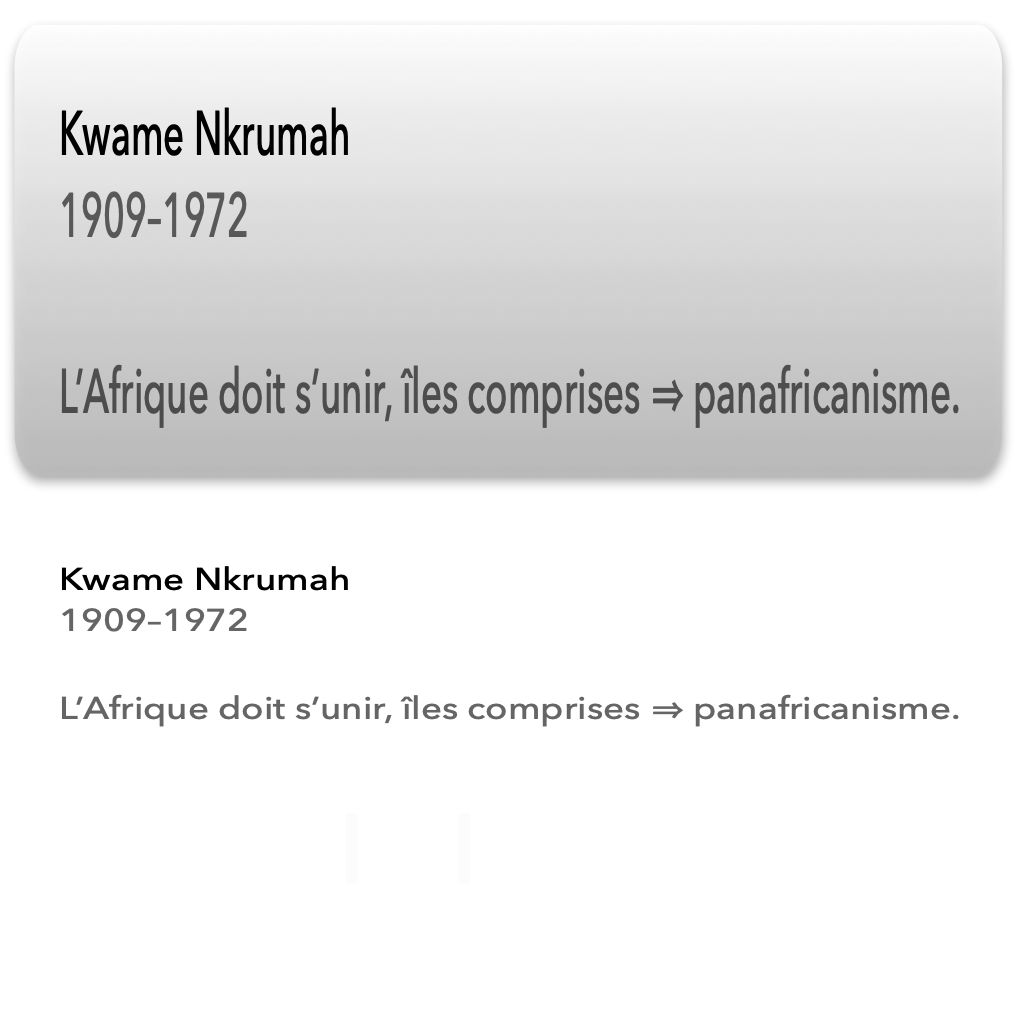 Kwame Nkrumah
1909–1972
L’Afrique doit s’unir, îles comprises ⇒ panafricanisme.
Kwame Nkrumah
1909–1972
L’Afrique doit s’unir, îles comprises ⇒ panafricanisme.